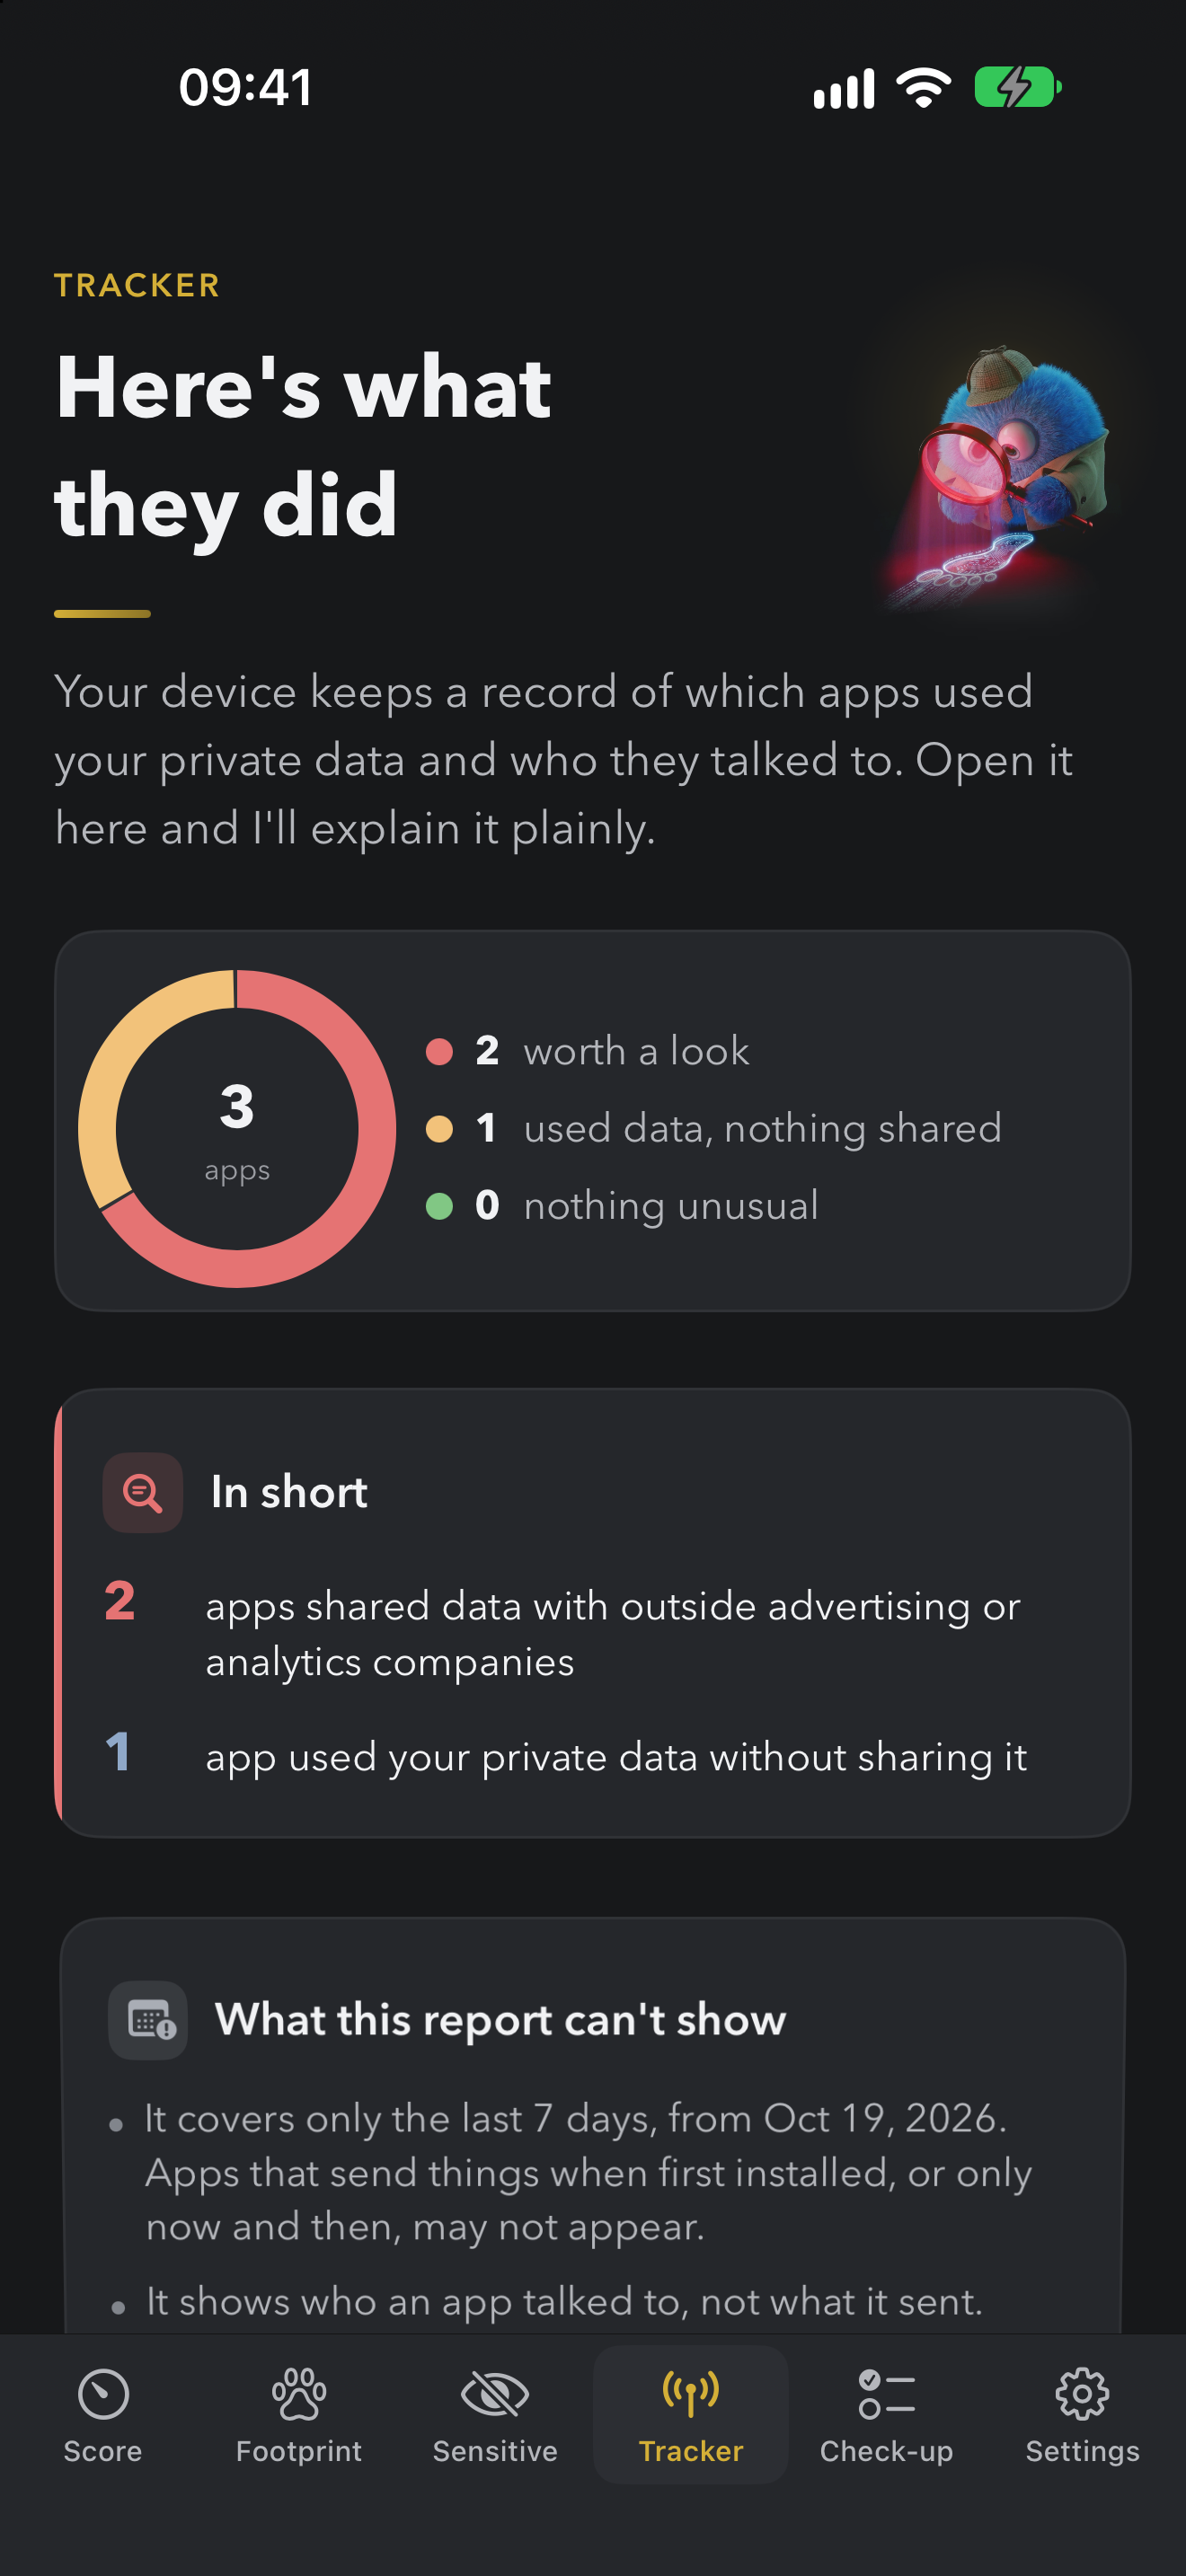 09:41
TRACKER
Here's what
they did
Your device keeps a record of which apps used
your private data and who they talked to. Open it
here and I'll explain it plainly.
3
apps
2 worth a look
1 used data, nothing shared
0 nothing unusual
In short
2 apps shared data with outside advertising or
analytics companies
1 app used your private data without sharing it
What this report can't show
• It covers only the last 7 days, from Oct 19, 2026.
Apps that send things when first installed, or only
now and then, may not appear.
• It shows who an app talked to, not what it sent.
Score
Footprint
Sensitive
Tracker
Check-up
Settings